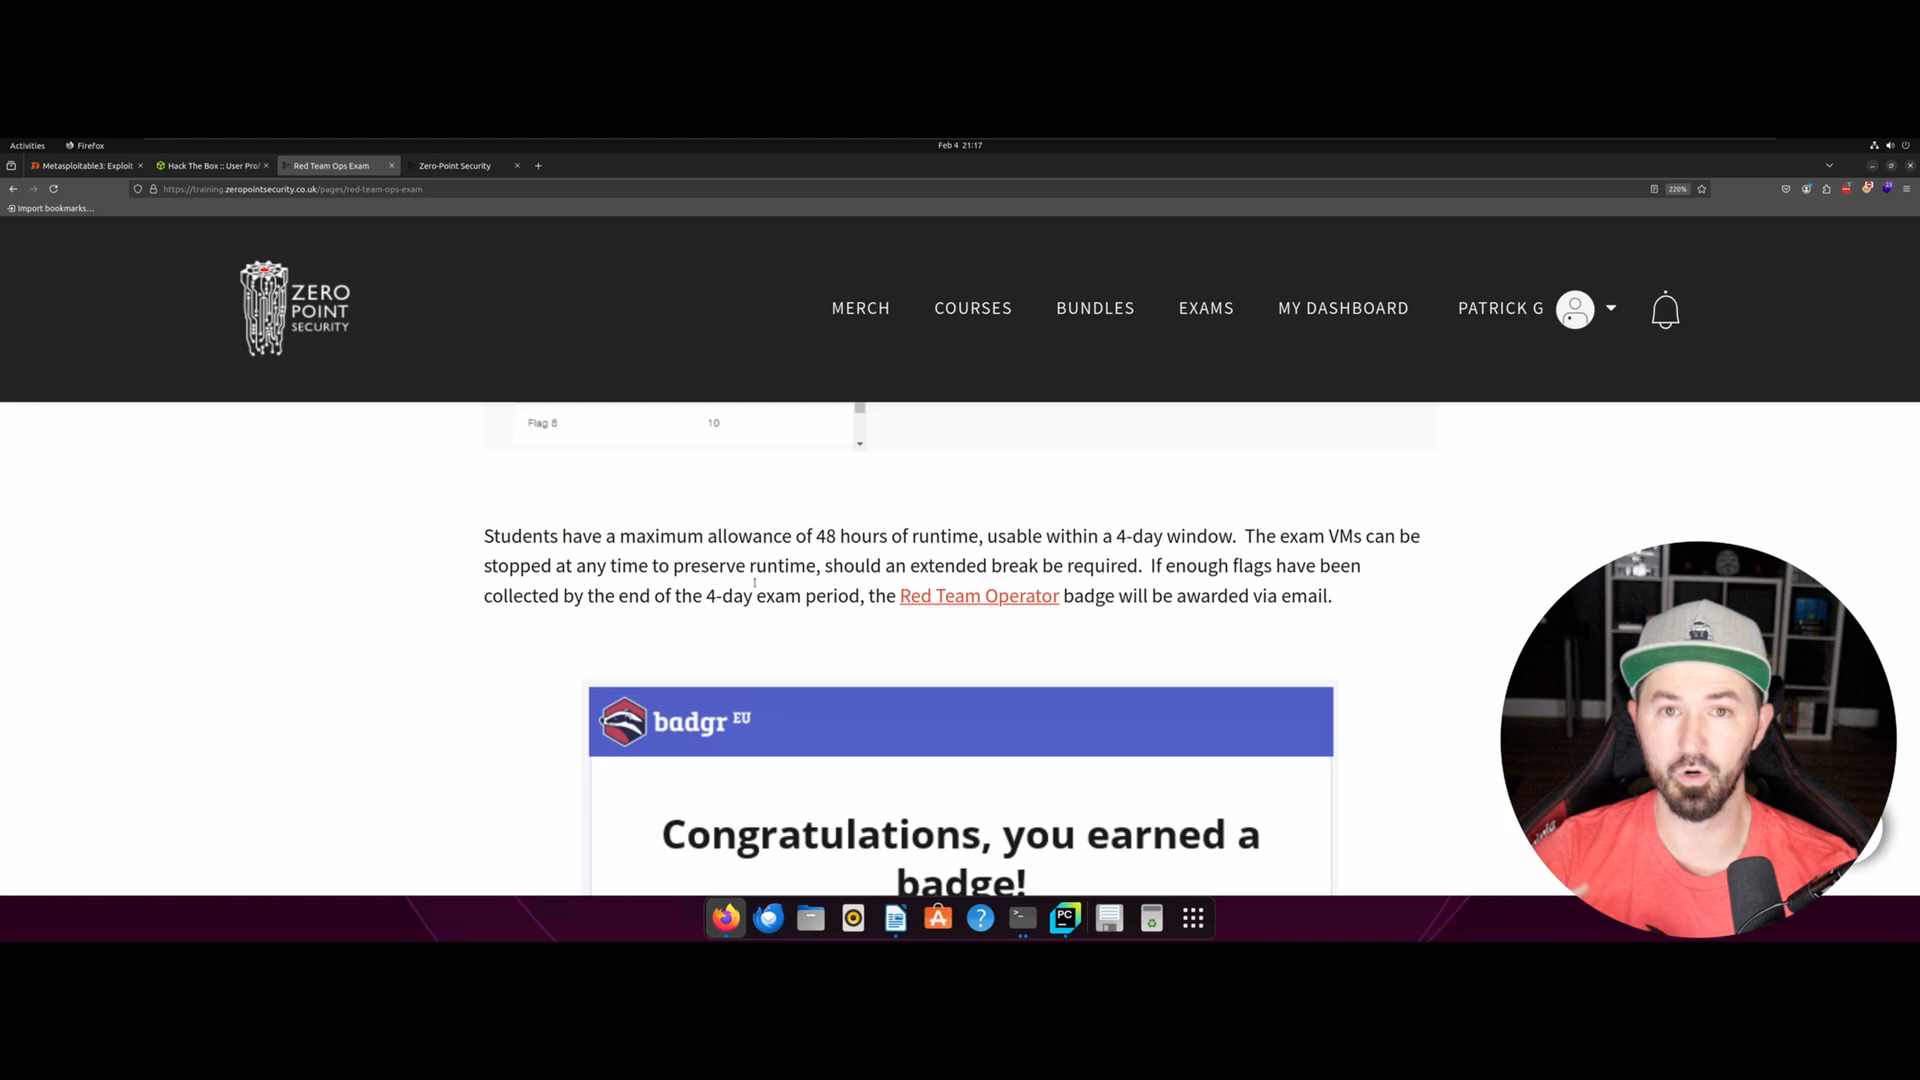 Activities Firefox Feb 4 21:17
Metasploitable3: Exploit Hack The Box :: User Prof Red Team Ops Exam Zero-Point Security
https://training.zeropointsecurity.co.uk/pages/red-team-ops-exam 220%
Import bookmarks...
ZERO
POINT
SECURITY
MERCH COURSES BUNDLES EXAMS MY DASHBOARD PATRICK G
Flag 8 10
Students have a maximum allowance of 48 hours of runtime, usable within a 4-day window. The exam VMs can be
stopped at any time to preserve runtime, should an extended break be required. If enough flags have been
collected by the end of the 4-day exam period, the Red Team Operator badge will be awarded via email.
badgr EU
Congratulations, you earned a
badge!
PC